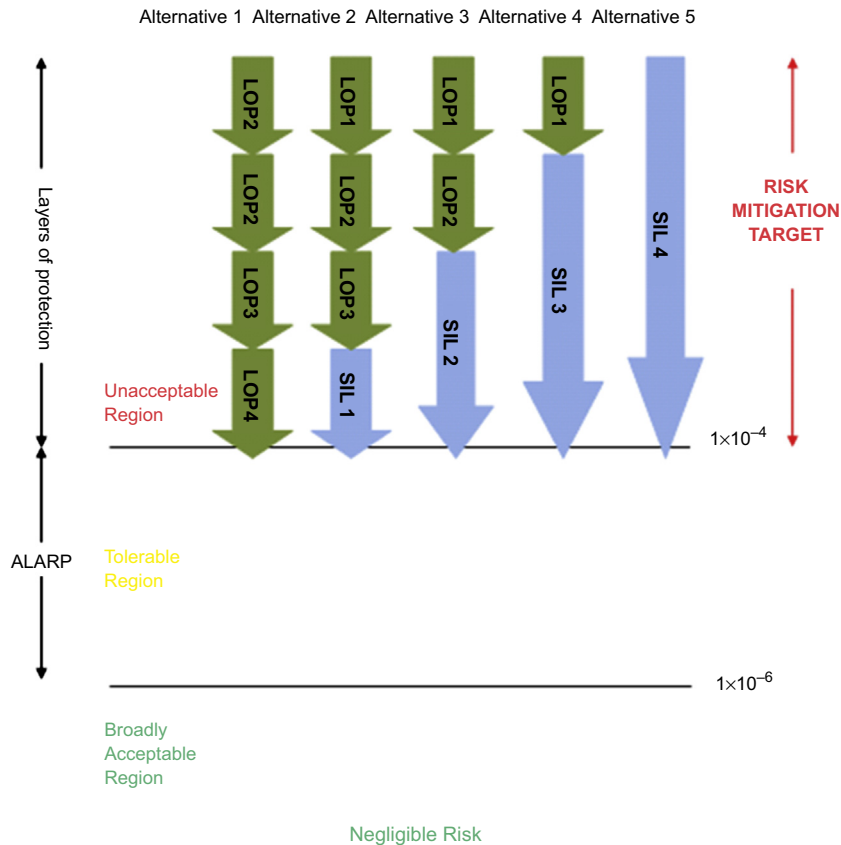 Alternative 1 Alternative 2 Alternative 3 Alternative 4 Alternative 5
LOP2
LOP1
LOP1
LOP1
SIL 4
LOP2
LOP2
LOP2
SIL 3
LOP3
LOP3
SIL 2
LOP4
SIL 1
Layers of protection
RISK
MITIGATION
TARGET
Unacceptable
Region
1×10–4
ALARP
Tolerable
Region
1×10–6
Broadly
Acceptable
Region
Negligible Risk